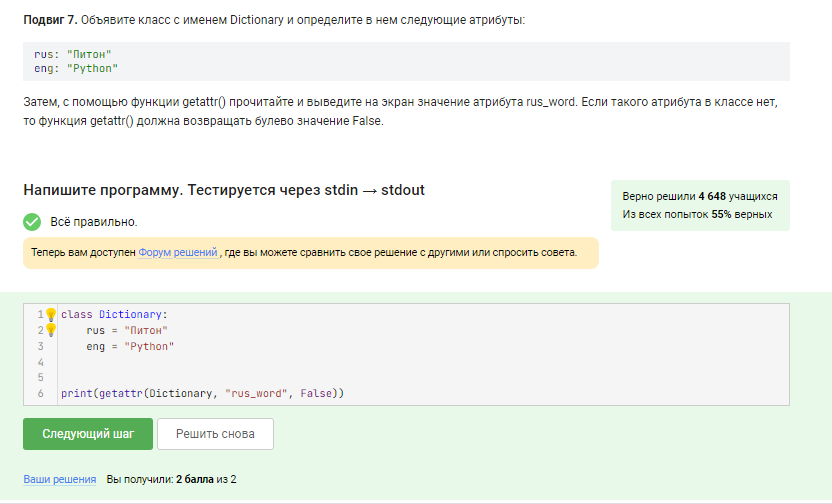 Подвиг 7. Объявите класс с именем Dictionary и определите в нем следующие атрибуты:
rus: "Питон"
eng: "Python"
Затем, с помощью функции getattr() прочитайте и выведите на экран значение атрибута rus_word. Если такого атрибута в классе нет,
то функция getattr() должна возвращать булево значение False.
Напишите программу. Тестируется через stdin → stdout
Верно решили 4 648 учащихся
Из всех попыток 55% верных
Всё правильно.
Теперь вам доступен Форум решений, где вы можете сравнить свое решение с другими или спросить совета.
1 class Dictionary:
2     rus = "Питон"
3     eng = "Python"
4
5
6 print(getattr(Dictionary, "rus_word", False))
Следующий шаг Решить снова
Ваши решения Вы получили: 2 балла из 2